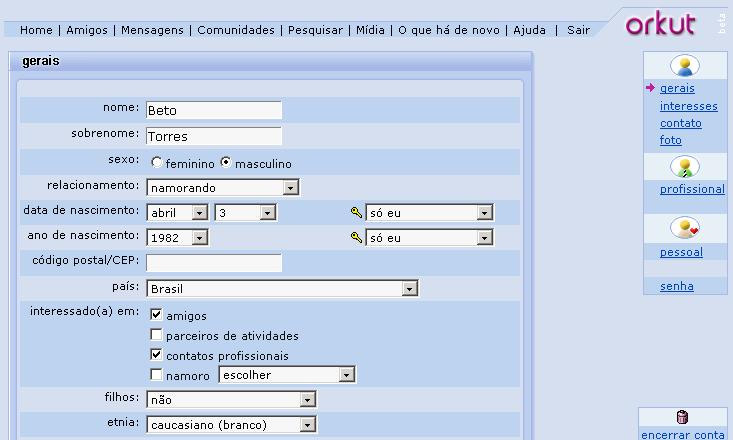 Home | Amigos | Mensagens | Comunidades | Pesquisar | Mídia | O que há de novo | Ajuda | Sair
orkut
beta
gerais
nome: Beto
sobrenome: Torres
sexo: feminino masculino
relacionamento: namorando
data de nascimento: abril 3 só eu
ano de nascimento: 1982 só eu
código postal/CEP:
país: Brasil
interessado(a) em: amigos
parceiros de atividades
contatos profissionais
namoro escolher
filhos: não
etnia: caucasiano (branco)
gerais
interesses
contato
foto
profissional
pessoal
senha
encerrar conta